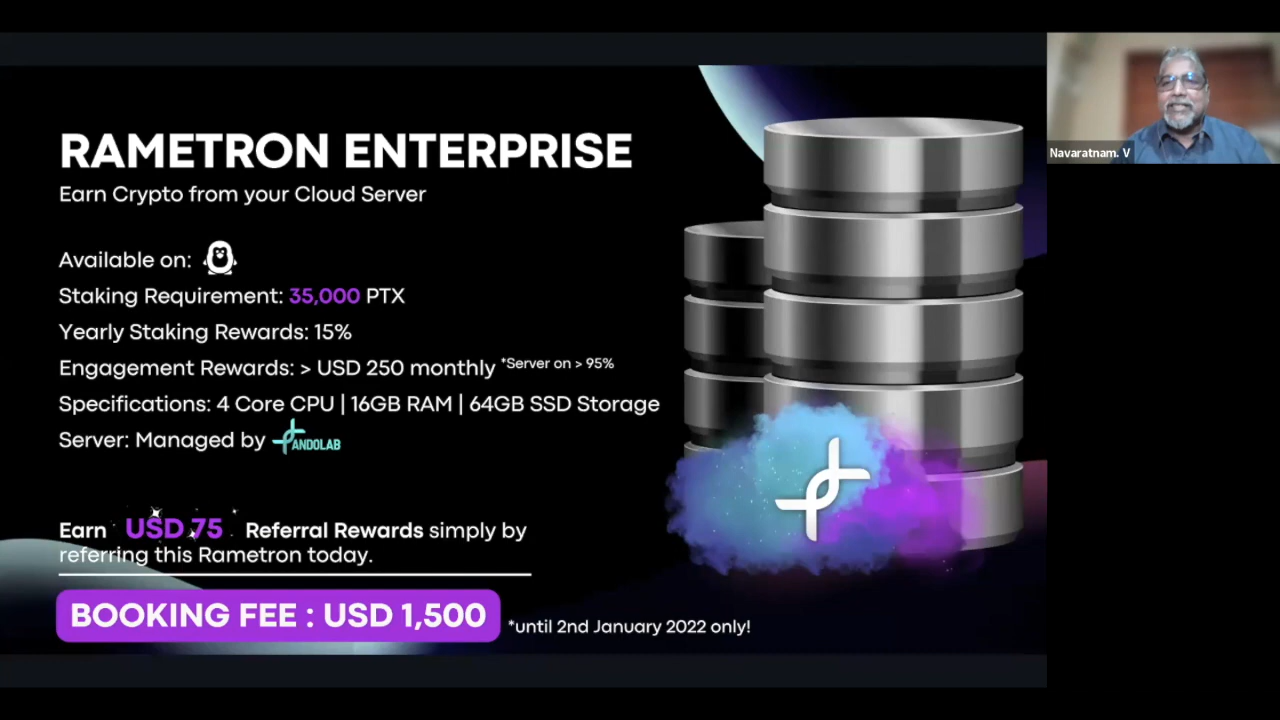 RAMETRON ENTERPRISE
Earn Crypto from your Cloud Server
Available on:
Staking Requirement: 35,000 PTX
Yearly Staking Rewards: 15%
Engagement Rewards: > USD 250 monthly *Server on > 95%
Specifications: 4 Core CPU | 16GB RAM | 64GB SSD Storage
Server: Managed by ANDOLAB
Earn USD 75 Referral Rewards simply by
referring this Rametron today.
BOOKING FEE : USD 1,500 *until 2nd January 2022 only!
Navaratnam. V